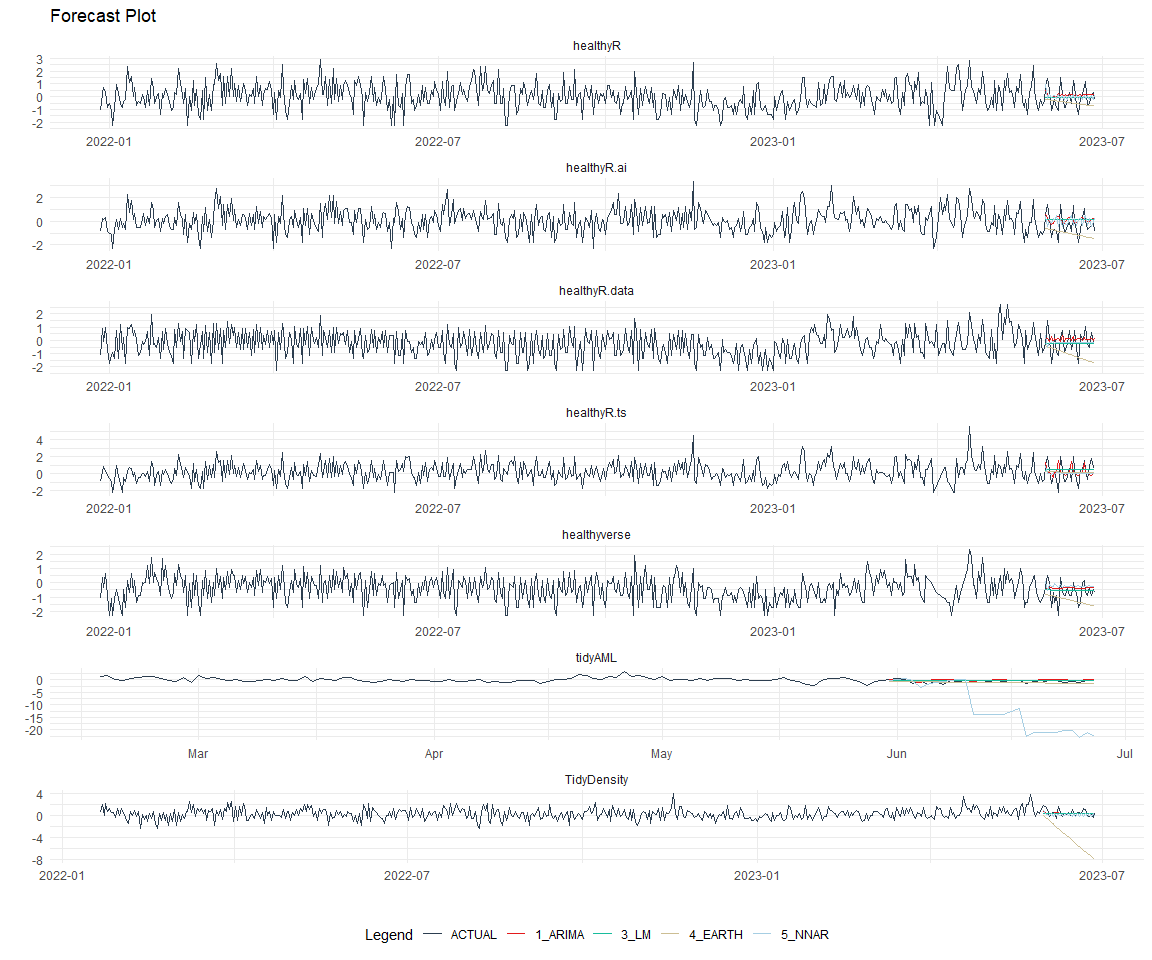 Forecast Plot
healthyR
3
2
1
0
-1
-2
2022-01 2022-07 2023-01 2023-07
healthyR.ai
2
0
-2
2022-01 2022-07 2023-01 2023-07
healthyR.data
2
1
0
-1
-2
2022-01 2022-07 2023-01 2023-07
healthyR.ts
4
2
0
-2
2022-01 2022-07 2023-01 2023-07
healthyverse
2
1
0
-1
-2
2022-01 2022-07 2023-01 2023-07
tidyAML
0
-5
-10
-15
-20
Mar Apr May Jun Jul
TidyDensity
4
0
-4
-8
2022-01 2022-07 2023-01 2023-07
Legend ACTUAL 1_ARIMA 3_LM 4_EARTH 5_NNAR